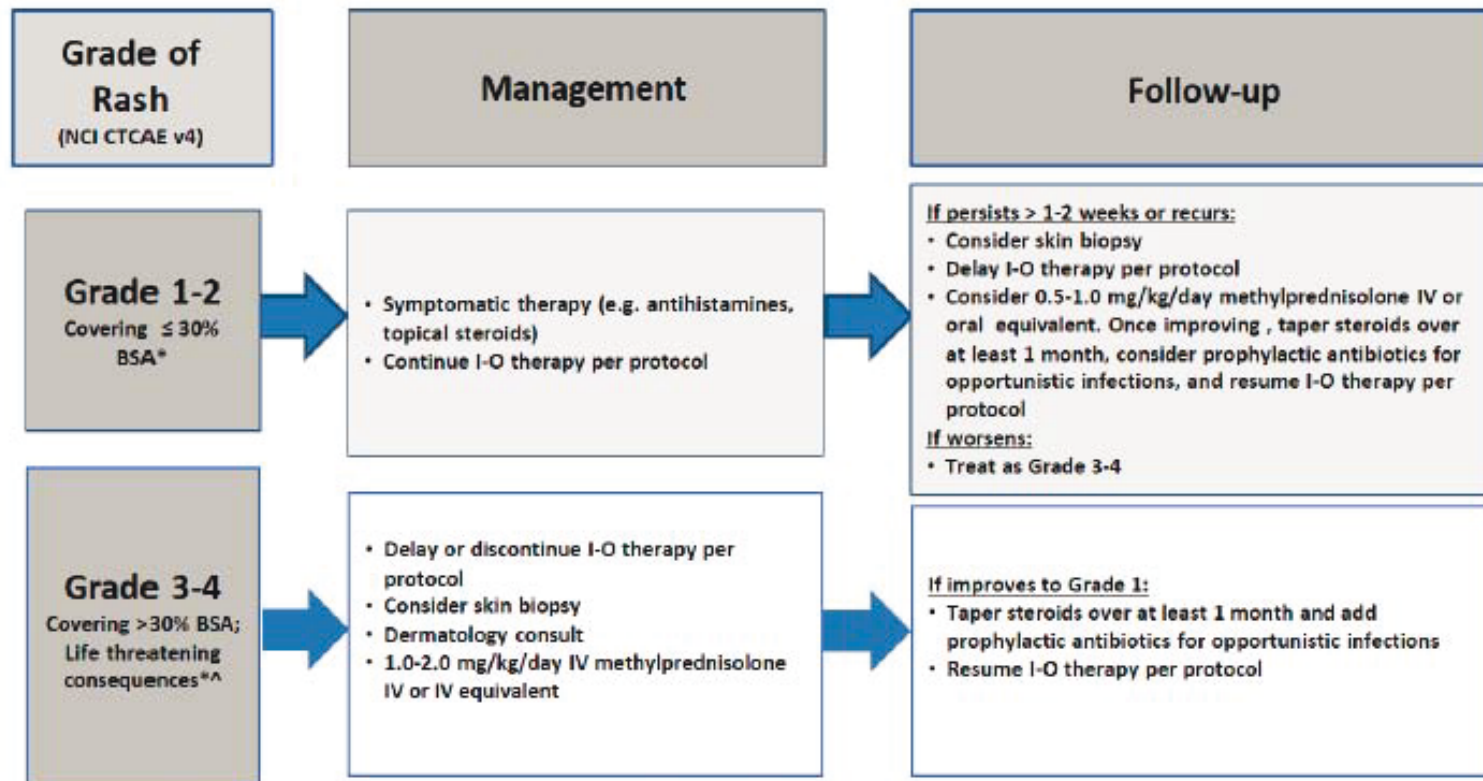 Grade of
Rash
(NCI CTCAE v4)
Management
Follow-up
Grade 1-2
Covering ≤ 30%
BSA*
• Symptomatic therapy (e.g. antihistamines,
topical steroids)
• Continue I-O therapy per protocol
If persists > 1-2 weeks or recurs:
• Consider skin biopsy
• Delay I-O therapy per protocol
• Consider 0.5-1.0 mg/kg/day methylprednisolone IV or
oral equivalent. Once improving , taper steroids over
at least 1 month, consider prophylactic antibiotics for
opportunistic infections, and resume I-O therapy per
protocol
If worsens:
• Treat as Grade 3-4
Grade 3-4
Covering >30% BSA;
Life threatening
consequences*^
• Delay or discontinue I-O therapy per
protocol
• Consider skin biopsy
• Dermatology consult
• 1.0-2.0 mg/kg/day IV methylprednisolone
IV or IV equivalent
If improves to Grade 1:
• Taper steroids over at least 1 month and add
prophylactic antibiotics for opportunistic infections
• Resume I-O therapy per protocol